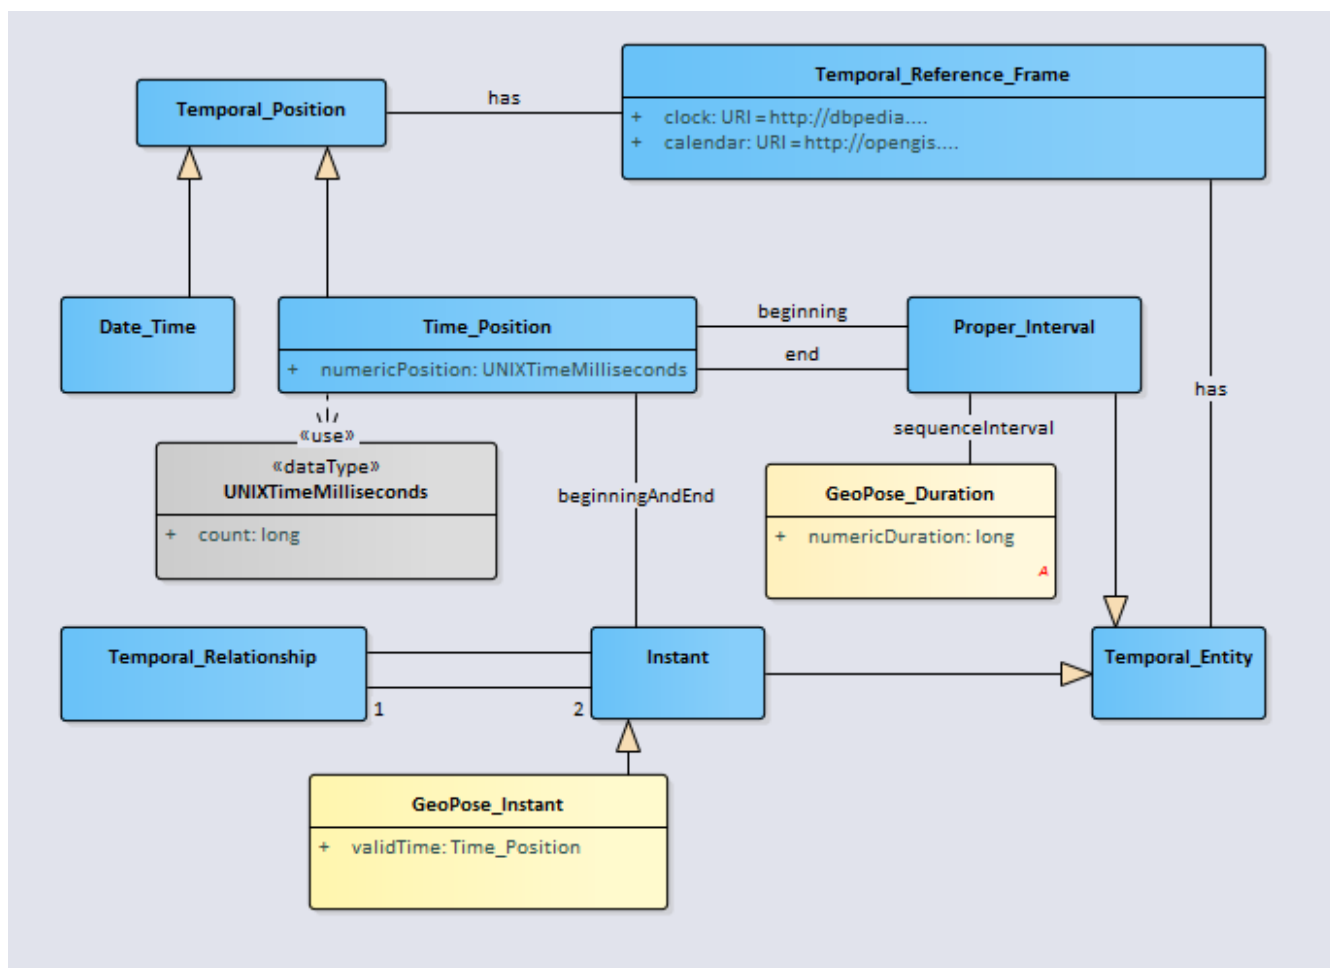 Temporal_Reference_Frame
+ clock: URI = http://dbpedia....
+ calendar: URI = http://opengis....
Temporal_Position
has
Date_Time
Time_Position
+ numericPosition: UNIXTimeMilliseconds
beginning
end
Proper_Interval
has
«use»
«dataType»
UNIXTimeMilliseconds
+ count: long
beginningAndEnd
sequenceInterval
GeoPose_Duration
+ numericDuration: long
A
Temporal_Relationship
1
2
Instant
Temporal_Entity
GeoPose_Instant
+ validTime: Time_Position